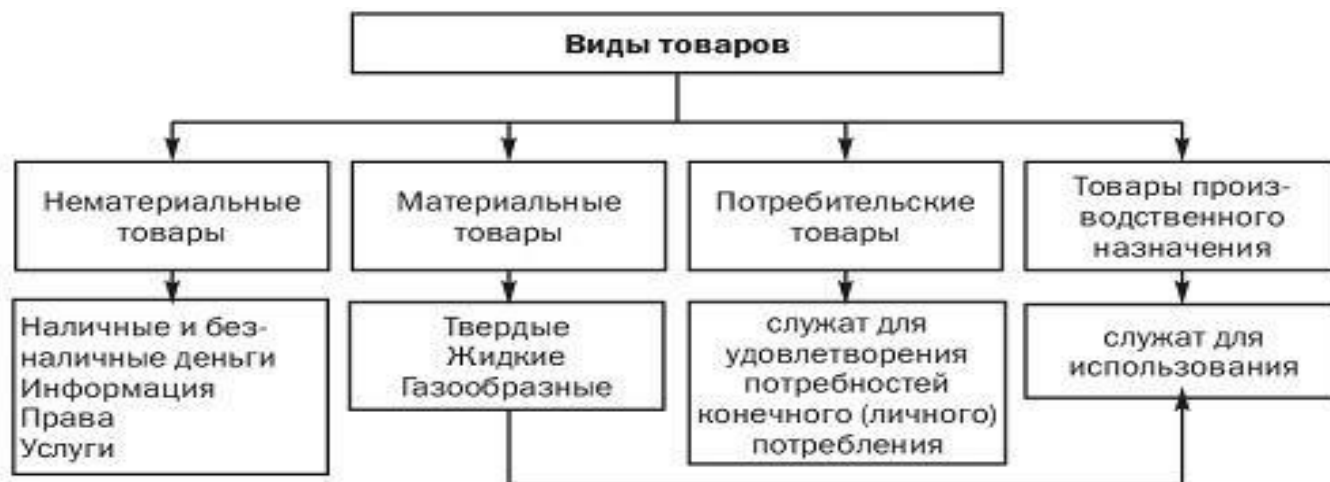 Виды товаров
Нематериальные
товары
Материальные
товары
Потребительские
товары
Товары произ-
водственного
назначения
Наличные и без-
наличные деньги
Информация
Права
Услуги
Твердые
Жидкие
Газообразные
служат для
удовлетворения
потребностей
конечного (личного)
потребления
служат для
использования